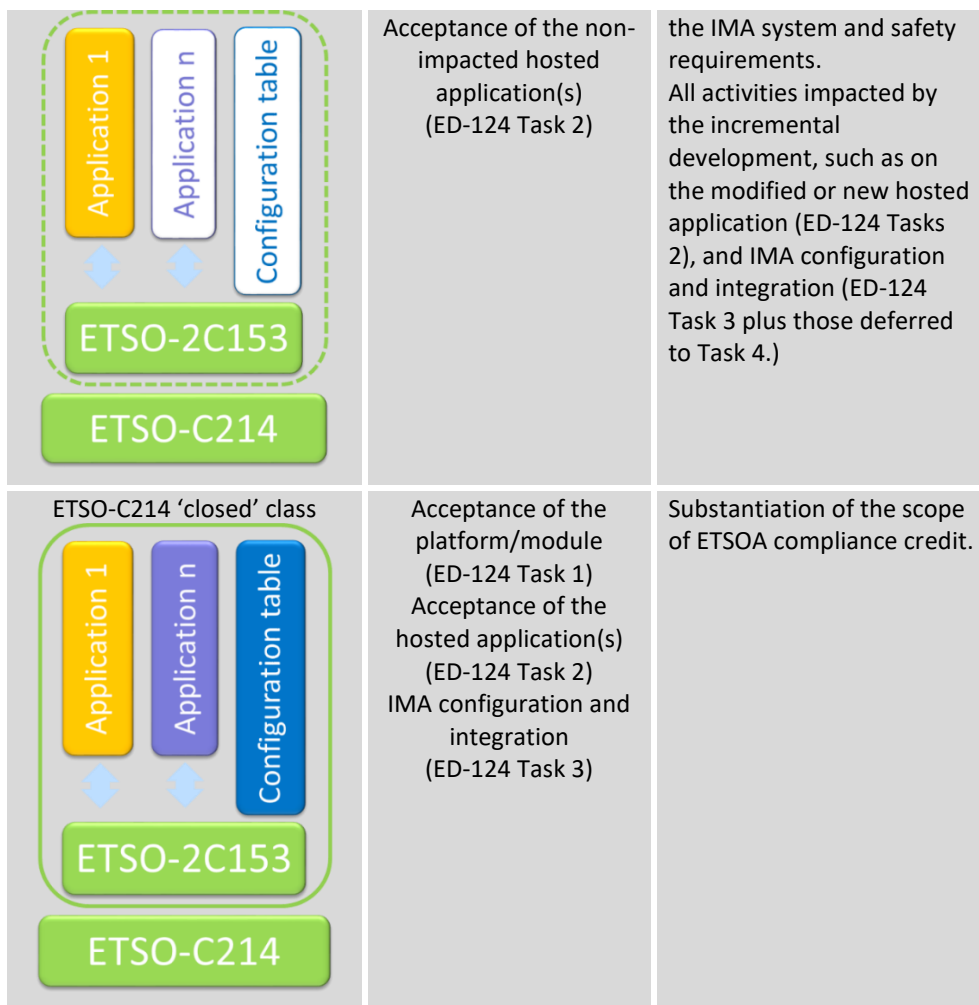 Application 1
Application n
Configuration table
ETSO-2C153
ETSO-C214
Acceptance of the non-
impacted hosted
application(s)
(ED-124 Task 2)
the IMA system and safety
requirements.
All activities impacted by
the incremental
development, such as on
the modified or new hosted
application (ED-124 Tasks
2), and IMA configuration
and integration (ED-124
Task 3 plus those deferred
to Task 4.)
ETSO-C214 ‘closed’ class
Application 1
Application n
Configuration table
ETSO-2C153
ETSO-C214
Acceptance of the
platform/module
(ED-124 Task 1)
Acceptance of the
hosted application(s)
(ED-124 Task 2)
IMA configuration and
integration
(ED-124 Task 3)
Substantiation of the scope
of ETSOA compliance credit.